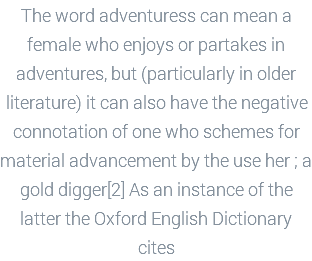 The word adventuress can mean a
female who enjoys or partakes in
adventures, but (particularly in older
literature) it can also have the negative
connotation of one who schemes for
material advancement by the use her ; a
gold digger[2] As an instance of the
latter the Oxford English Dictionary
cites